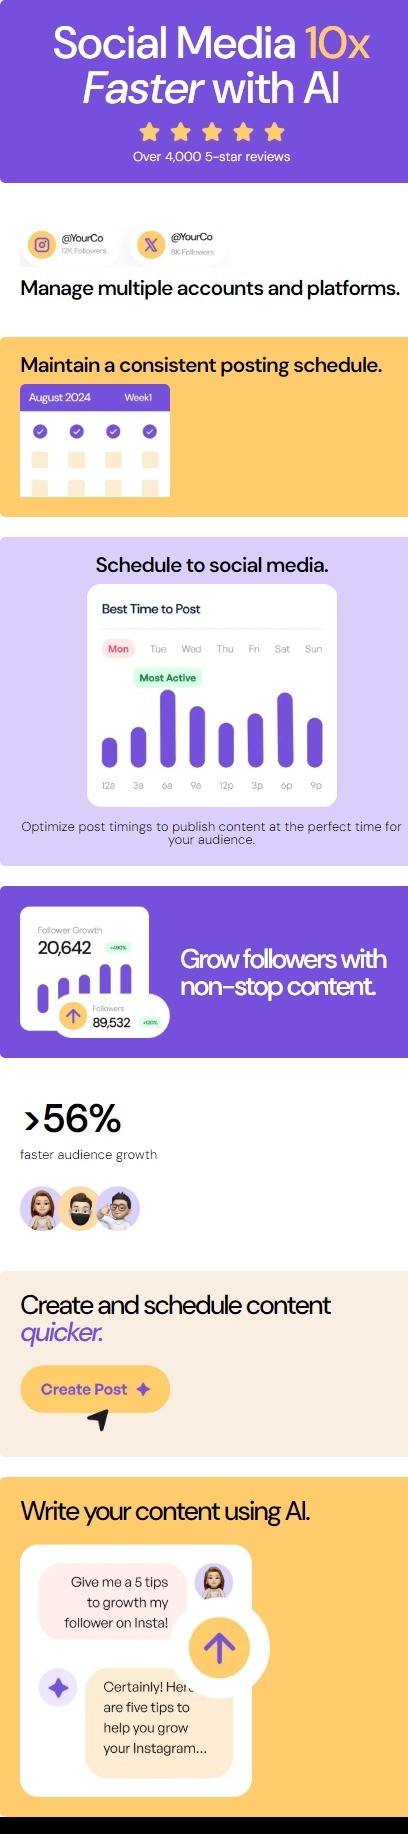 Social Media 10x
Faster with AI
Over 4,000 5-star reviews
@YourCo
12K Followers
@YourCo
8K Followers
Manage multiple accounts and platforms.
Maintain a consistent posting schedule.
August 2024 Week1
Schedule to social media.
Best Time to Post
Mon Tue Wed Thu Fri Sat Sun
Most Active
12a 3a 6a 9a 12p 3p 6p 9p
Optimize post timings to publish content at the perfect time for
your audience.
Follower Growth
20,642 +490%
Followers
89,532 +120%
Grow followers with
non-stop content.
>56%
faster audience growth
Create and schedule content
quicker.
Create Post
Write your content using AI.
Give me a 5 tips
to growth my
follower on Insta!
Certainly! Here
are five tips to
help you grow
your Instagram...